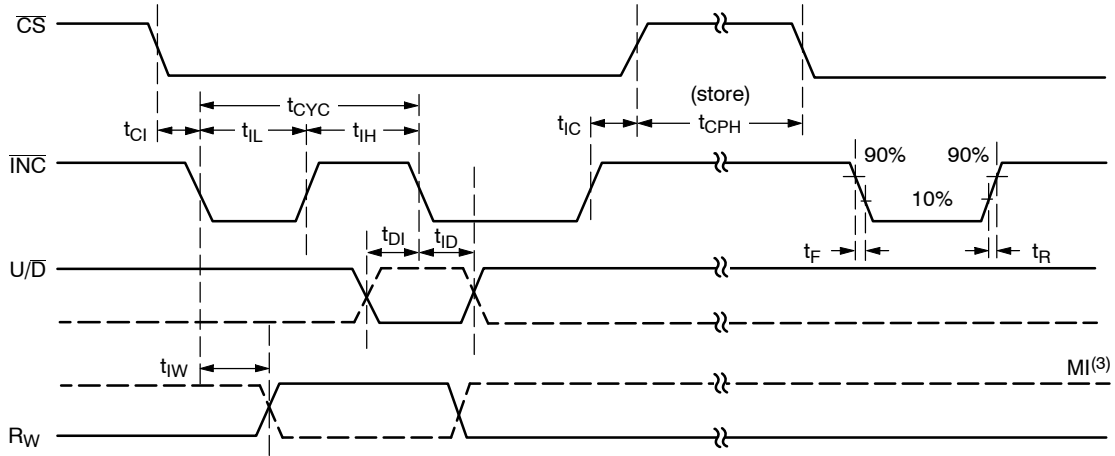 CS
(store)
tCYC
tCI
tIL
tIH
tIC
tCPH
INC
90%
90%
10%
tDI
tID
tF
tR
U/D
tIW
MI(3)
RW